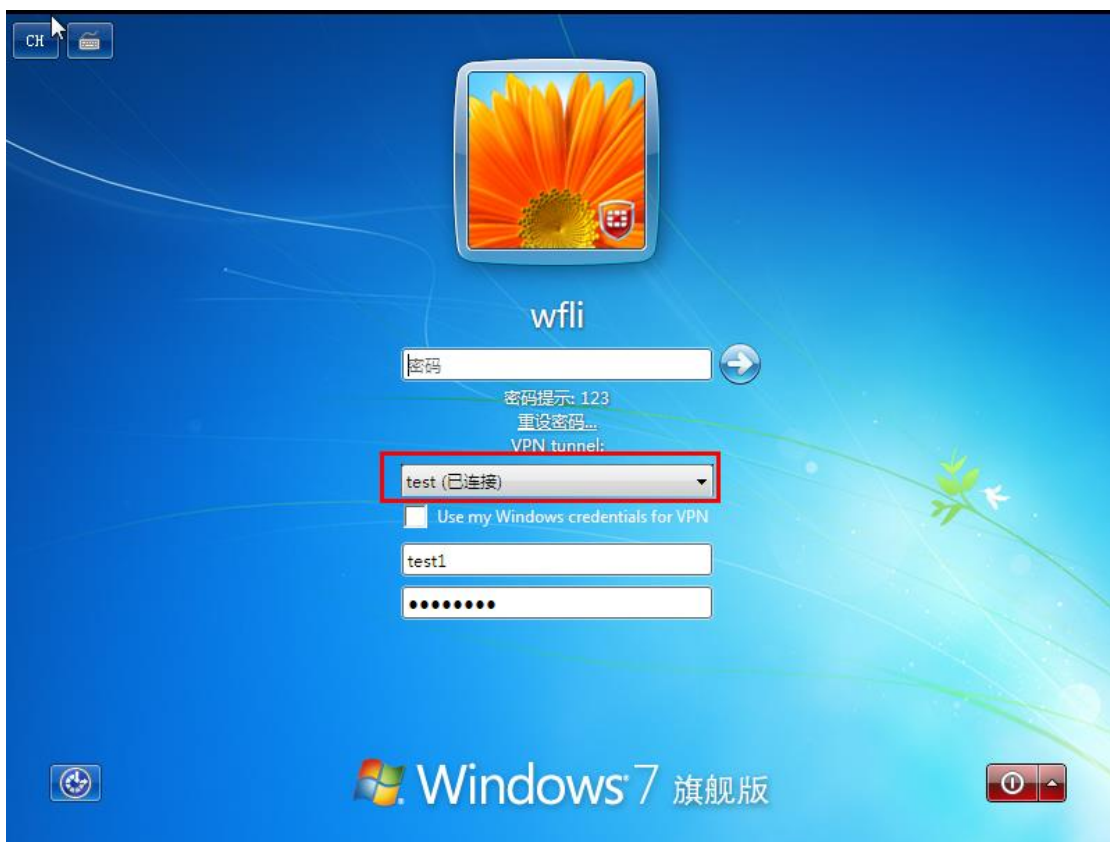 CH
wfli
密码
密码提示: 123
重设密码...
VPN tunnel:
test (已连接)
Use my Windows credentials for VPN
test1
••••••••
Windows 7 旗舰版